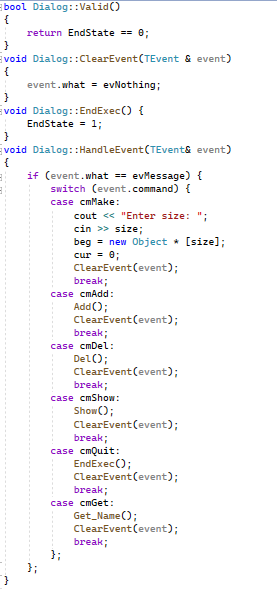 bool Dialog::Valid()
{
    return EndState == 0;
}
void Dialog::ClearEvent(TEvent & event)
{
    event.what = evNothing;
}
void Dialog::EndExec() {
    EndState = 1;
}
void Dialog::HandleEvent(TEvent& event)
{
    if (event.what == evMessage) {
        switch (event.command) {
        case cmMake:
            cout << "Enter size: ";
            cin >> size;
            beg = new Object * [size];
            cur = 0;
            ClearEvent(event);
            break;
        case cmAdd:
            Add();
            ClearEvent(event);
            break;
        case cmDel:
            Del();
            ClearEvent(event);
            break;
        case cmShow:
            Show();
            ClearEvent(event);
            break;
        case cmQuit:
            EndExec();
            ClearEvent(event);
            break;
        case cmGet:
            Get_Name();
            ClearEvent(event);
            break;
        };
    };
}